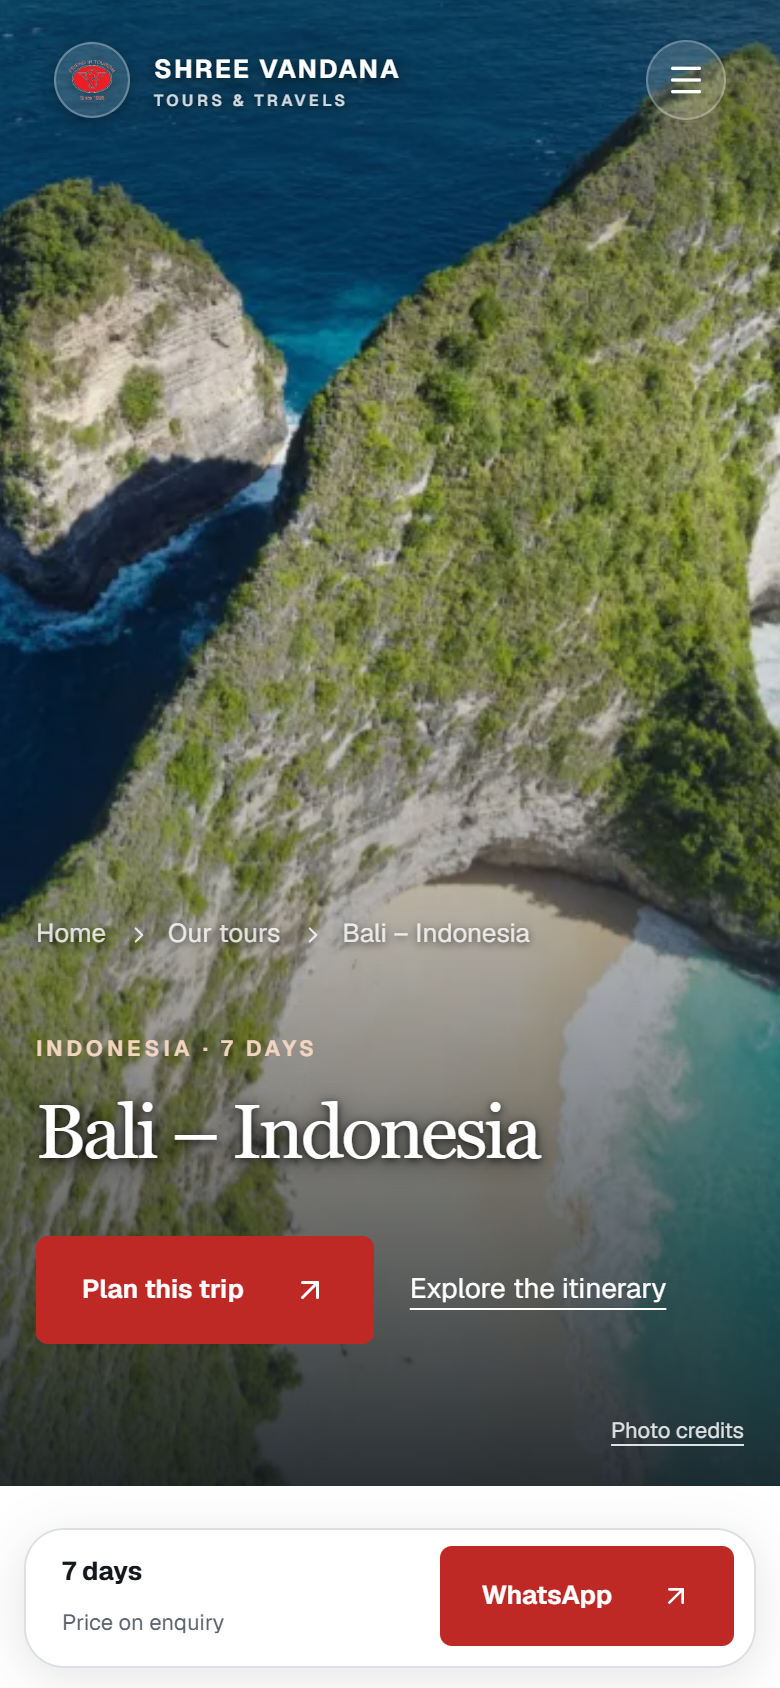 SHREE VANDANA
TOURS & TRAVELS
Home > Our tours > Bali – Indonesia
INDONESIA · 7 DAYS
Bali – Indonesia
Plan this trip
Explore the itinerary
Photo credits
7 days
Price on enquiry
WhatsApp